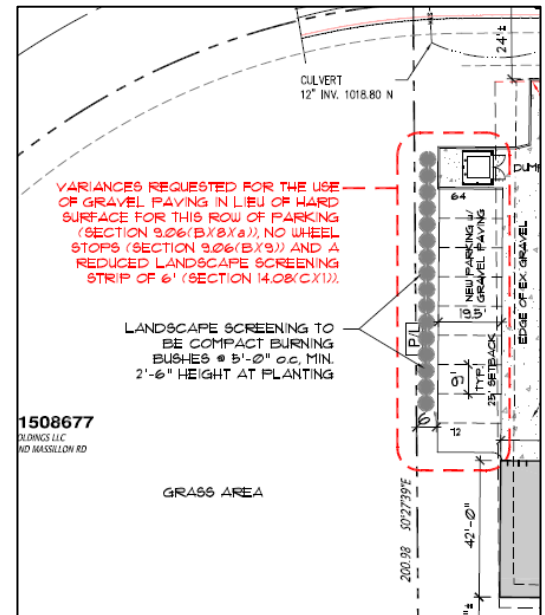 24'±
CULVERT
12" INV. 1018.80 N
VARIANCES REQUESTED FOR THE USE
OF GRAVEL PAVING IN LIEU OF HARD
SURFACE FOR THIS ROW OF PARKING
(SECTION 9.06(B)(8)(a)), NO WHEEL
STOPS (SECTION 9.06(B)(9)) AND A
REDUCED LANDSCAPE SCREENING
STRIP OF 6' (SECTION 14.08(C)(1)).
DUMP
64
NEW PARKING w/
GRAVEL PAVING
EDGE OF EX. GRAVEL
19.5'
LANDSCAPE SCREENING TO
BE COMPACT BURNING
BUSHES @ 5'-0" o.c, MIN.
2'-6" HEIGHT AT PLANTING
P/L
9'
TYP.
25' SETBACK
6'
72
1508677
OLDINGS LLC
ND MASSILLON RD
GRASS AREA
200.98 S0°27'39"E
42'-0"